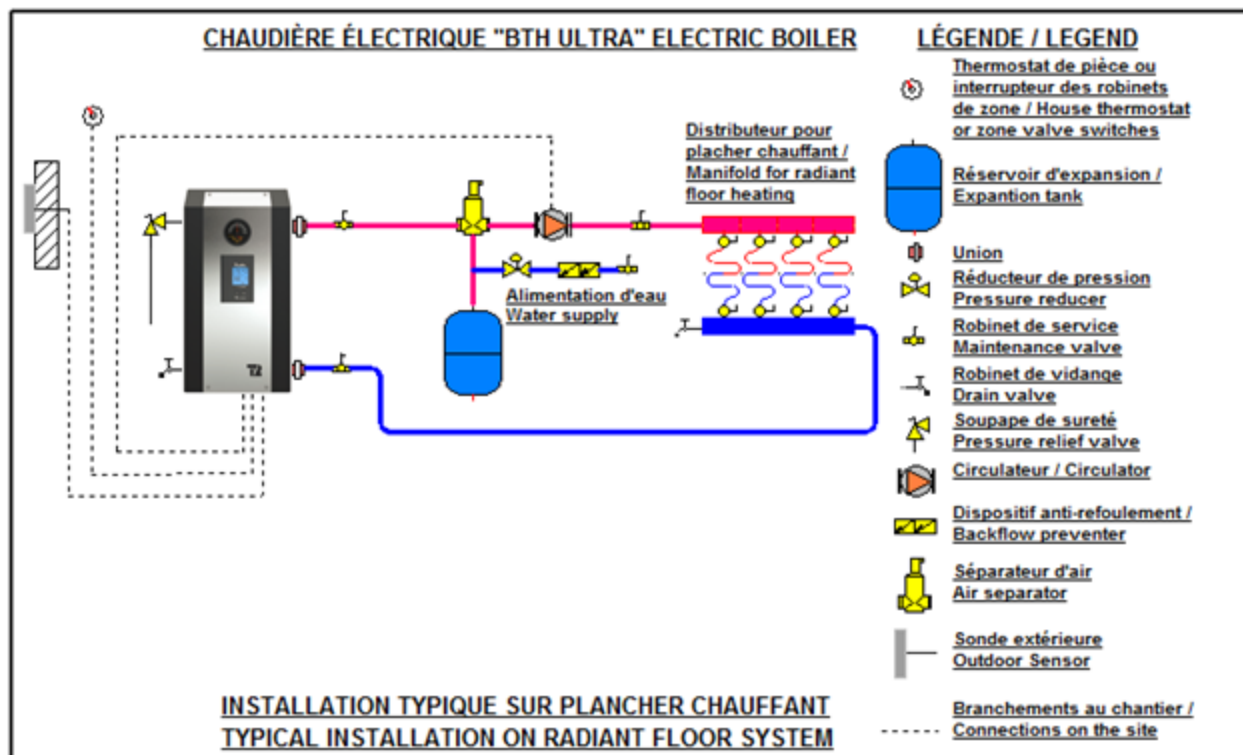 CHAUDIÈRE ÉLECTRIQUE "BTH ULTRA" ELECTRIC BOILER
LÉGENDE / LEGEND
Thermostat de pièce ou
interrupteur des robinets
de zone / House thermostat
or zone valve switches
Distributeur pour
placher chauffant /
Manifold for radiant
floor heating
Réservoir d'expansion /
Expantion tank
Union
Réducteur de pression
Pressure reducer
Alimentation d'eau
Water supply
Robinet de service
Maintenance valve
T2
Robinet de vidange
Drain valve
Soupape de sureté
Pressure relief valve
Circulateur / Circulator
Dispositif anti-refoulement /
Backflow preventer
Séparateur d'air
Air separator
Sonde extérieure
Outdoor Sensor
Branchements au chantier /
Connections on the site
INSTALLATION TYPIQUE SUR PLANCHER CHAUFFANT
TYPICAL INSTALLATION ON RADIANT FLOOR SYSTEM